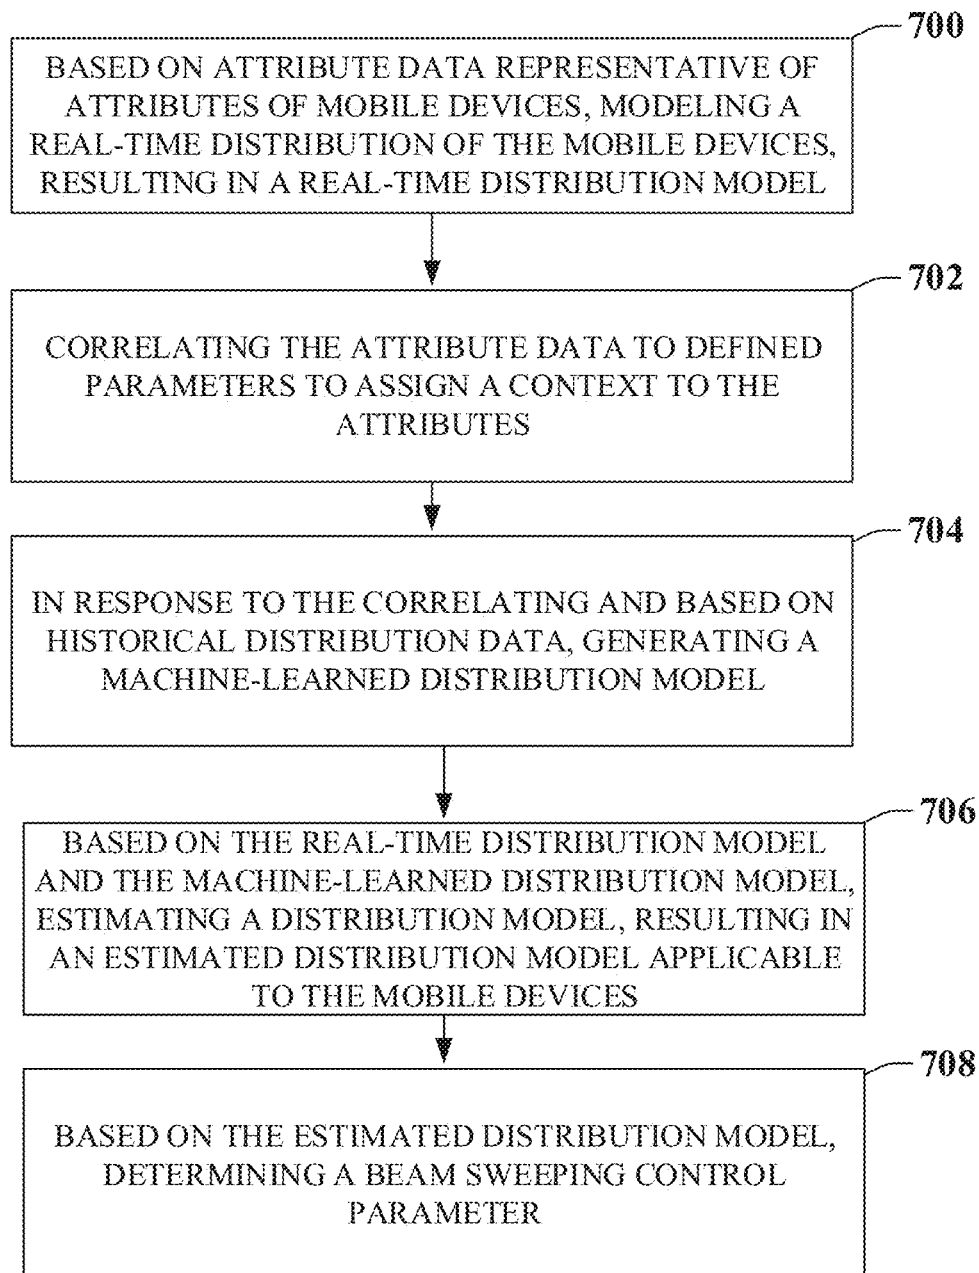 700
BASED ON ATTRIBUTE DATA REPRESENTATIVE OF
ATTRIBUTES OF MOBILE DEVICES, MODELING A
REAL-TIME DISTRIBUTION OF THE MOBILE DEVICES,
RESULTING IN A REAL-TIME DISTRIBUTION MODEL
702
CORRELATING THE ATTRIBUTE DATA TO DEFINED
PARAMETERS TO ASSIGN A CONTEXT TO THE
ATTRIBUTES
704
IN RESPONSE TO THE CORRELATING AND BASED ON
HISTORICAL DISTRIBUTION DATA, GENERATING A
MACHINE-LEARNED DISTRIBUTION MODEL
706
BASED ON THE REAL-TIME DISTRIBUTION MODEL
AND THE MACHINE-LEARNED DISTRIBUTION MODEL,
ESTIMATING A DISTRIBUTION MODEL, RESULTING IN
AN ESTIMATED DISTRIBUTION MODEL APPLICABLE
TO THE MOBILE DEVICES
708
BASED ON THE ESTIMATED DISTRIBUTION MODEL,
DETERMINING A BEAM SWEEPING CONTROL
PARAMETER